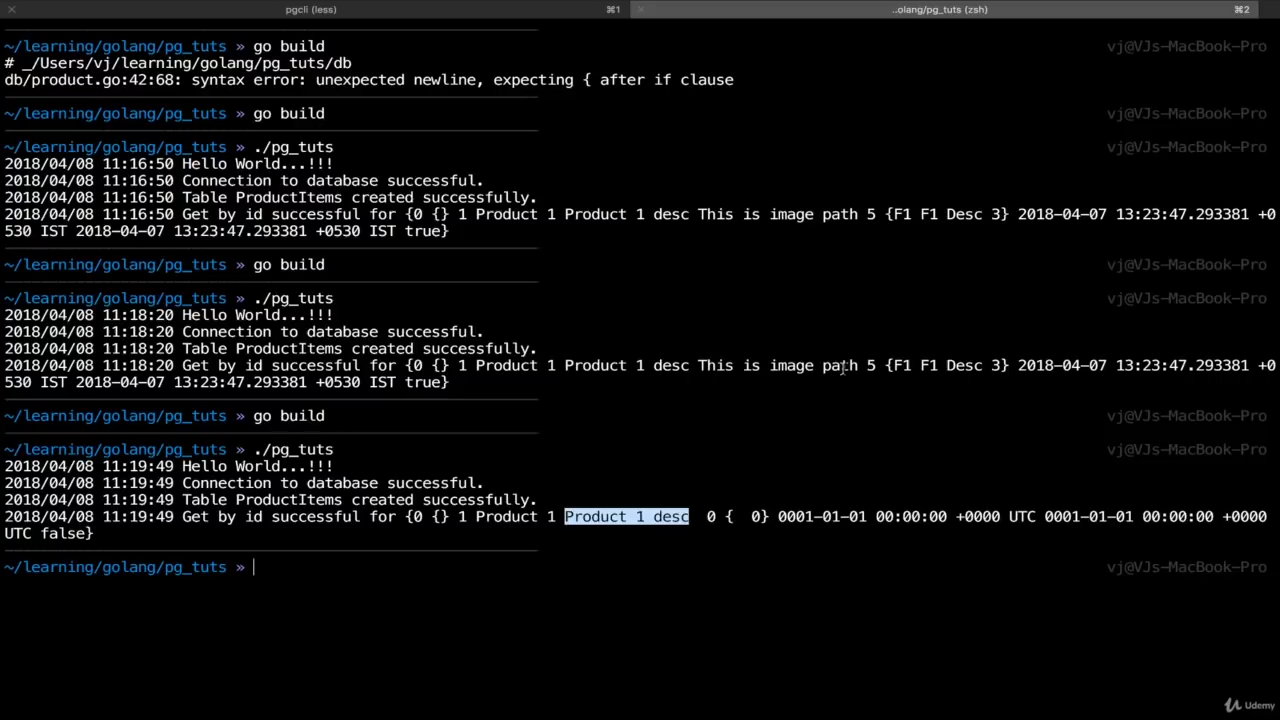 pgcli (less) ⌘1 ..olang/pg_tuts (zsh) ⌘2
~/learning/golang/pg_tuts » go build vj@VJs-MacBook-Pro
# _/Users/vj/learning/golang/pg_tuts/db
db/product.go:42:68: syntax error: unexpected newline, expecting { after if clause
~/learning/golang/pg_tuts » go build vj@VJs-MacBook-Pro
~/learning/golang/pg_tuts » ./pg_tuts vj@VJs-MacBook-Pro
2018/04/08 11:16:50 Hello World...!!!
2018/04/08 11:16:50 Connection to database successful.
2018/04/08 11:16:50 Table ProductItems created successfully.
2018/04/08 11:16:50 Get by id successful for {0 {} 1 Product 1 Product 1 desc This is image path 5 {F1 F1 Desc 3} 2018-04-07 13:23:47.293381 +0
530 IST 2018-04-07 13:23:47.293381 +0530 IST true}
~/learning/golang/pg_tuts » go build vj@VJs-MacBook-Pro
~/learning/golang/pg_tuts » ./pg_tuts vj@VJs-MacBook-Pro
2018/04/08 11:18:20 Hello World...!!!
2018/04/08 11:18:20 Connection to database successful.
2018/04/08 11:18:20 Table ProductItems created successfully.
2018/04/08 11:18:20 Get by id successful for {0 {} 1 Product 1 Product 1 desc This is image path 5 {F1 F1 Desc 3} 2018-04-07 13:23:47.293381 +0
530 IST 2018-04-07 13:23:47.293381 +0530 IST true}
~/learning/golang/pg_tuts » go build vj@VJs-MacBook-Pro
~/learning/golang/pg_tuts » ./pg_tuts vj@VJs-MacBook-Pro
2018/04/08 11:19:49 Hello World...!!!
2018/04/08 11:19:49 Connection to database successful.
2018/04/08 11:19:49 Table ProductItems created successfully.
2018/04/08 11:19:49 Get by id successful for {0 {} 1 Product 1 Product 1 desc  0 {  0} 0001-01-01 00:00:00 +0000 UTC 0001-01-01 00:00:00 +0000
UTC false}
~/learning/golang/pg_tuts » vj@VJs-MacBook-Pro
Udemy